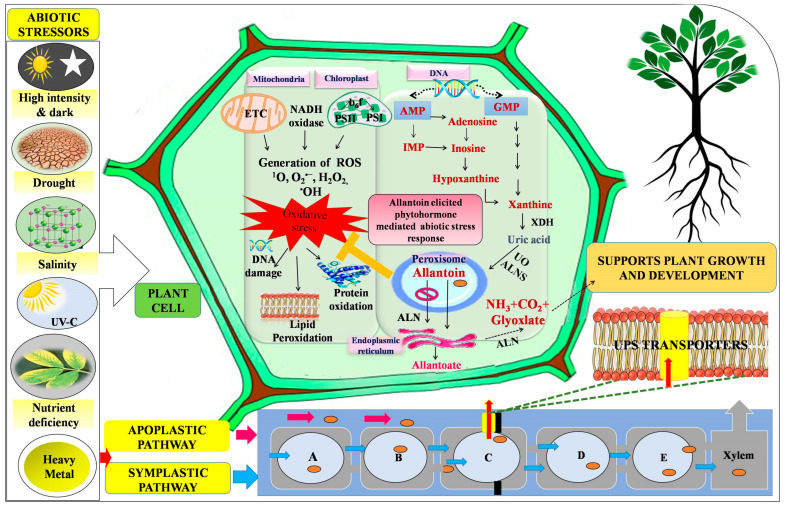 ABIOTIC
STRESSORS
High intensity
& dark
Drought
Salinity
UV-C
Nutrient
deficiency
Heavy
Metal
PLANT
CELL
Mitochondria
Chloroplast
ETC
NADH
oxidase
b6f
PSII
PSI
Generation of ROS
¹O, O₂•⁻, H₂O₂,
•OH
Oxidative
stress
DNA
damage
Lipid
Peroxidation
Protein
oxidation
DNA
AMP
GMP
Adenosine
IMP
Inosine
Hypoxanthine
Xanthine
XDH
Uric acid
UO
ALNS
Allantoin elicited
phytohormone
mediated abiotic stress
response
Peroxisome
Allantoin
ALN
NH₃+CO₂+
Glyoxlate
ALN
Endoplasmic
reticulum
Allantoate
SUPPORTS PLANT GROWTH
AND DEVELOPMENT
UPS TRANSPORTERS
APOPLASTIC
PATHWAY
SYMPLASTIC
PATHWAY
A
B
C
D
E
Xylem